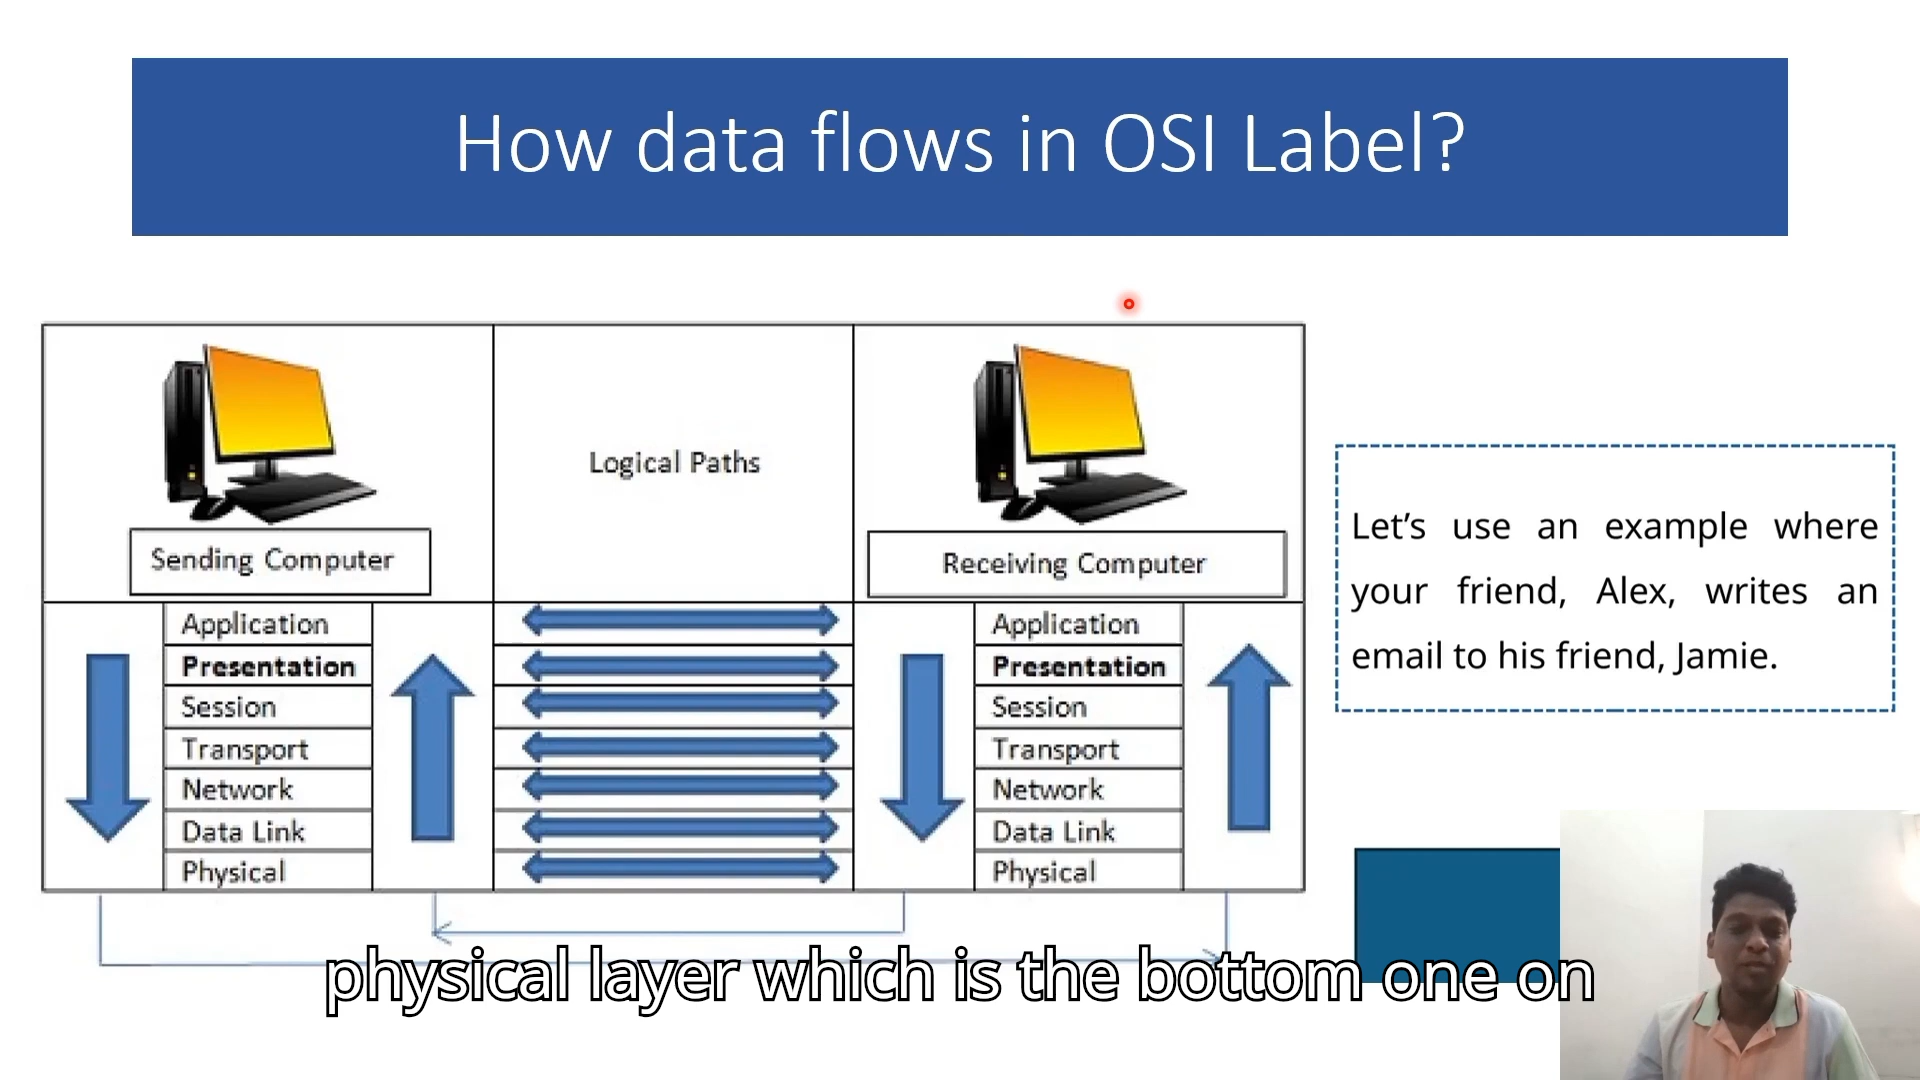 How data flows in OSI Label?
Logical Paths
Sending Computer
Receiving Computer
Application
Presentation
Session
Transport
Network
Data Link
Physical
Application
Presentation
Session
Transport
Network
Data Link
Physical
Let’s use an example where
your friend, Alex, writes an
email to his friend, Jamie.
physical layer which is the bottom one on